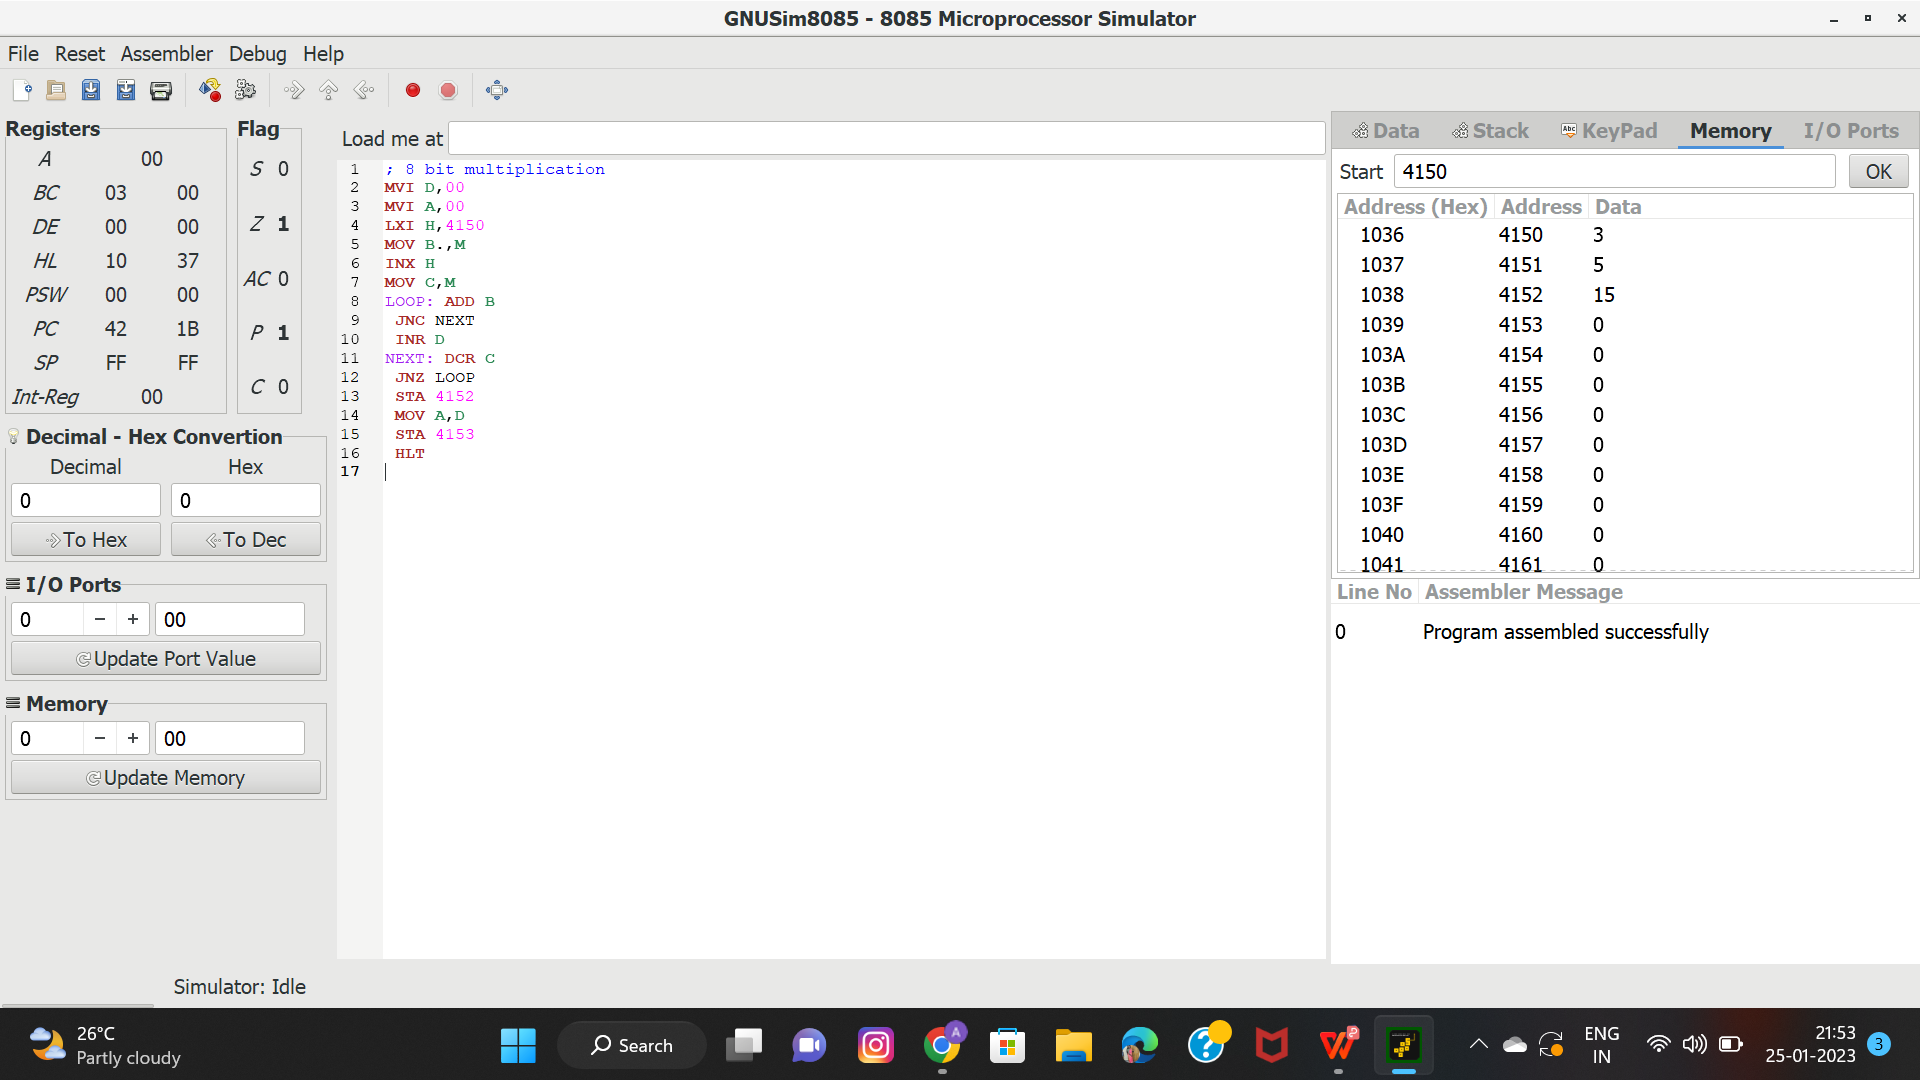 GNUSim8085 - 8085 Microprocessor Simulator
File Reset Assembler Debug Help
Registers
A 00
BC 03 00
DE 00 00
HL 10 37
PSW 00 00
PC 42 1B
SP FF FF
Int-Reg 00
Flag
S 0
Z 1
AC 0
P 1
C 0
Decimal - Hex Convertion
Decimal Hex
0 0
To Hex To Dec
I/O Ports
0 - + 00
Update Port Value
Memory
0 - + 00
Update Memory
Load me at
1 ; 8 bit multiplication
2 MVI D,00
3 MVI A,00
4 LXI H,4150
5 MOV B.,M
6 INX H
7 MOV C,M
8 LOOP: ADD B
9 JNC NEXT
10 INR D
11 NEXT: DCR C
12 JNZ LOOP
13 STA 4152
14 MOV A,D
15 STA 4153
16 HLT
17
Data Stack Abc KeyPad Memory I/O Ports
Start 4150 OK
Address (Hex) Address Data
1036 4150 3
1037 4151 5
1038 4152 15
1039 4153 0
103A 4154 0
103B 4155 0
103C 4156 0
103D 4157 0
103E 4158 0
103F 4159 0
1040 4160 0
1041 4161 0
Line No Assembler Message
0 Program assembled successfully
Simulator: Idle
26°C
Partly cloudy
Search
A
ENG
IN
21:53
25-01-2023
3